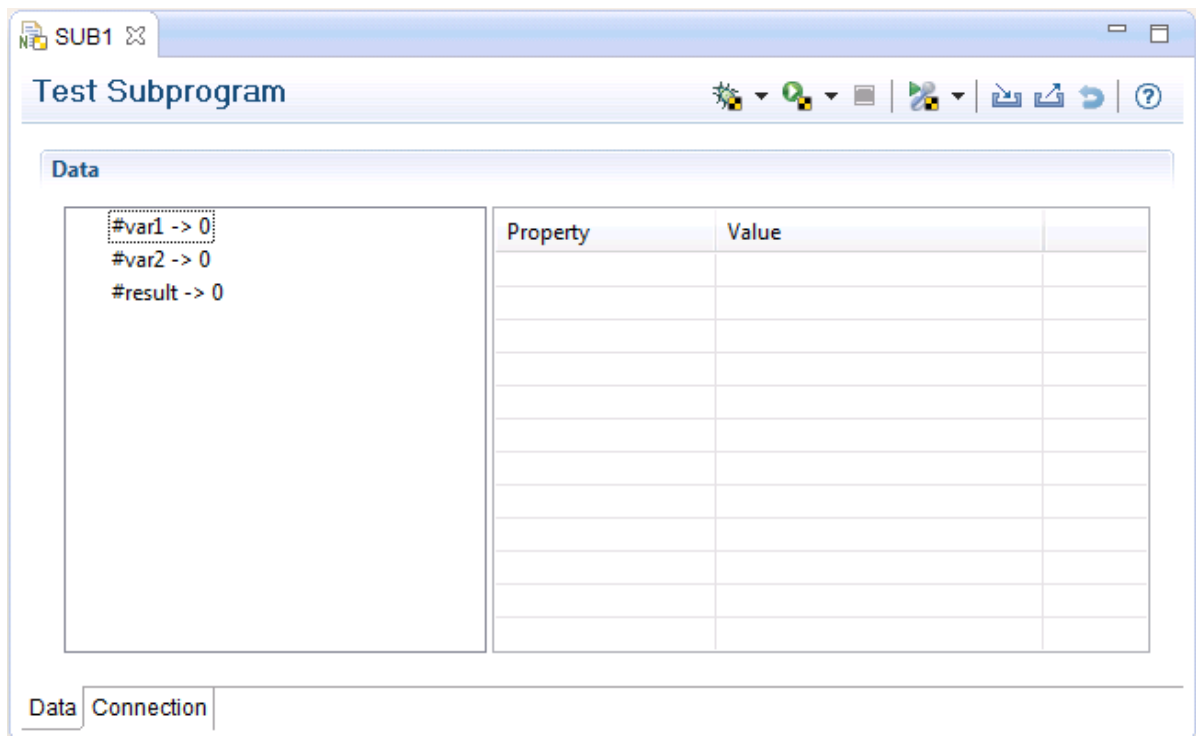 SUB1
Test Subprogram
Data
#var1 -> 0
#var2 -> 0
#result -> 0
Property Value
Data Connection